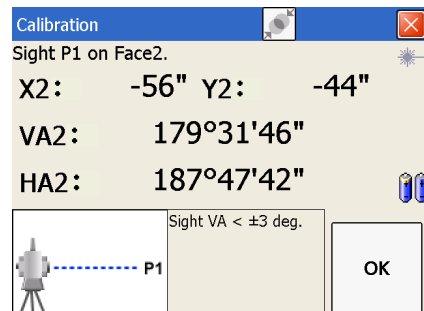 Calibration
Sight P1 on Face2.
X2: -56" Y2: -44"
VA2: 179°31'46"
HA2: 187°47'42"
Sight VA < ±3 deg.
P1
OK